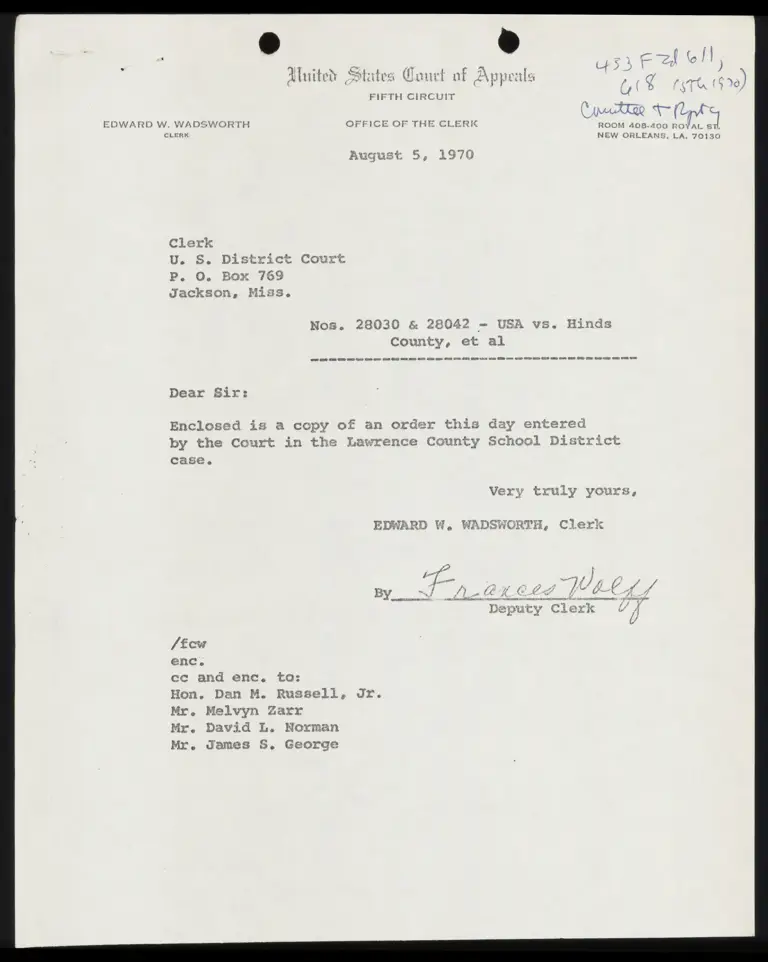 433 F 2d 611,
618 (5th 1970)
United States Court of Appeals
FIFTH CIRCUIT
EDWARD W. WADSWORTH
CLERK
OFFICE OF THE CLERK
ROOM 408-400 ROYAL ST.
NEW ORLEANS, LA. 70130
August 5, 1970
Clerk
U. S. District Court
P. O. Box 769
Jackson, Miss.
Nos. 28030 & 28042 - USA vs. Hinds
County, et al
------------------------------------
Dear Sir:
Enclosed is a copy of an order this day entered
by the Court in the Lawrence County School District
case.
Very truly yours,
EDWARD W. WADSWORTH, Clerk
By Frances Wolff
Deputy Clerk
/fcw
enc.
cc and enc. to:
Hon. Dan M. Russell, Jr.
Mr. Melvyn Zarr
Mr. David L. Norman
Mr. James S. George